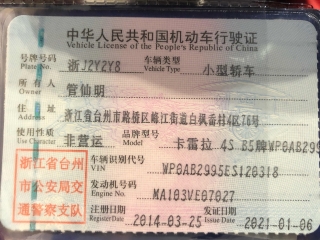 中华人民共和国机动车行驶证
Vehicle License of the People's Republic of China
号牌号码 Plate No. 浙J2Y2Y8 车辆类型 Vehicle Type 小型轿车
所有人 Owner 管仙明
住址 Address 浙江省台州市路桥区峰江街道白枫岙村4区76号
使用性质 Use Character 非营运 品牌型号 卡雷拉 4S B5牌WP0AB299
浙江省台州市公安局交通警察支队
车辆识别代号 VIN WP0AB2995ES120318
发动机号码 Engine No. MA103VE07027
注册日期 Register Date 2014-03-25 发证日期 Issue Date 2021-01-06